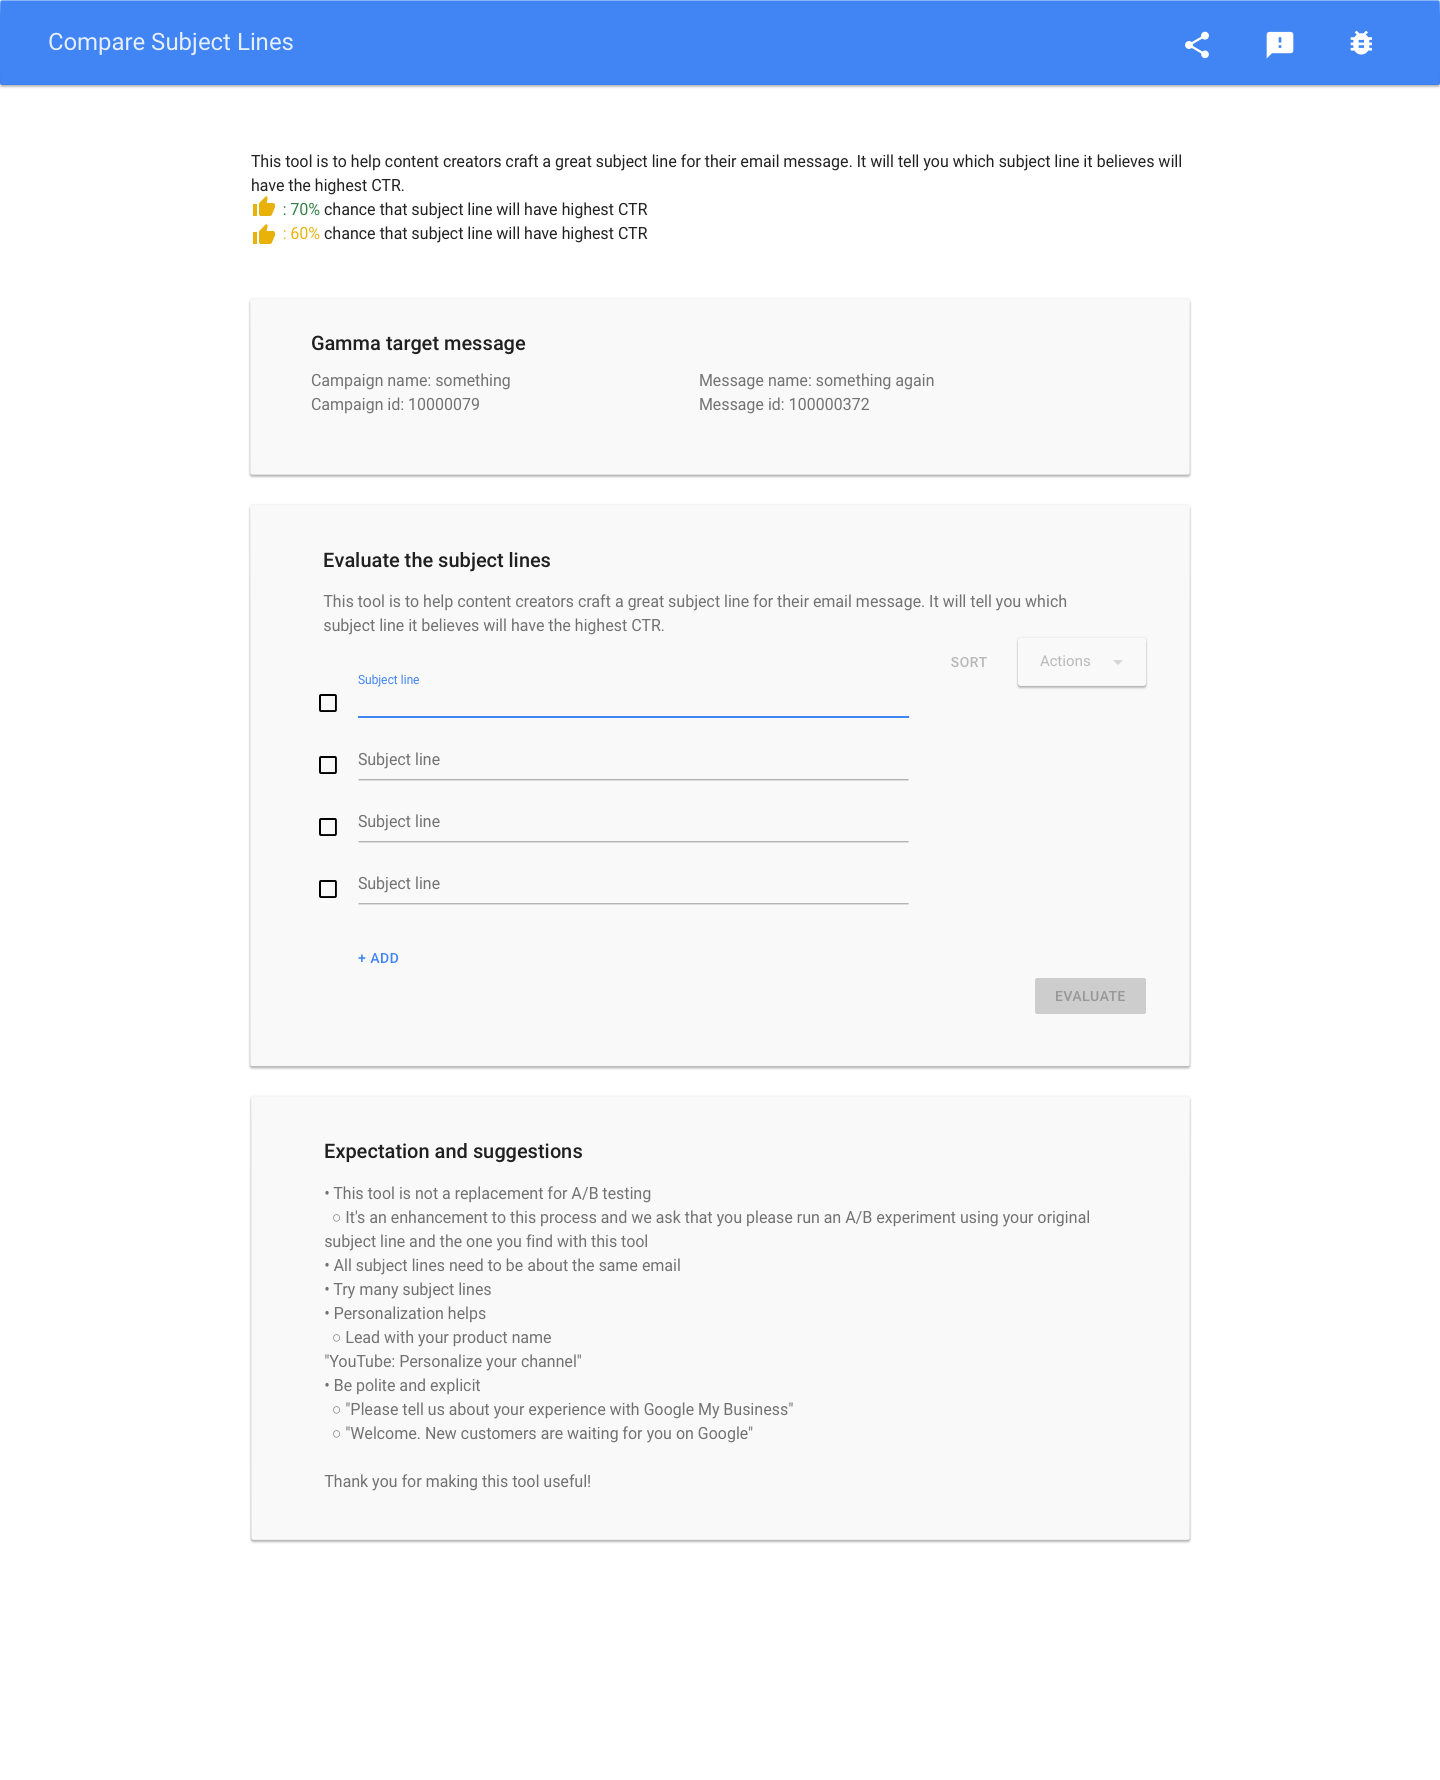 Compare Subject Lines
This tool is to help content creators craft a great subject line for their email message. It will tell you which subject line it believes will
have the highest CTR.
: 70% chance that subject line will have highest CTR
: 60% chance that subject line will have highest CTR
Gamma target message
Campaign name: something
Campaign id: 10000079
Message name: something again
Message id: 100000372
Evaluate the subject lines
This tool is to help content creators craft a great subject line for their email message. It will tell you which
subject line it believes will have the highest CTR.
SORT
Actions
Subject line
Subject line
Subject line
Subject line
+ ADD
EVALUATE
Expectation and suggestions
• This tool is not a replacement for A/B testing
○ It's an enhancement to this process and we ask that you please run an A/B experiment using your original
subject line and the one you find with this tool
• All subject lines need to be about the same email
• Try many subject lines
• Personalization helps
○ Lead with your product name
"YouTube: Personalize your channel"
• Be polite and explicit
○ "Please tell us about your experience with Google My Business"
○ "Welcome. New customers are waiting for you on Google"
Thank you for making this tool useful!